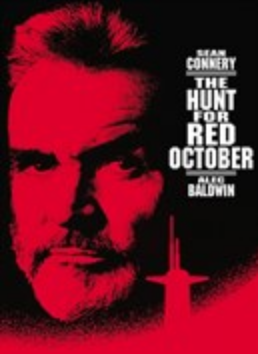 SEAN
CONNERY
THE
HUNT
FOR
RED
OCTOBER
ALEC
BALDWIN